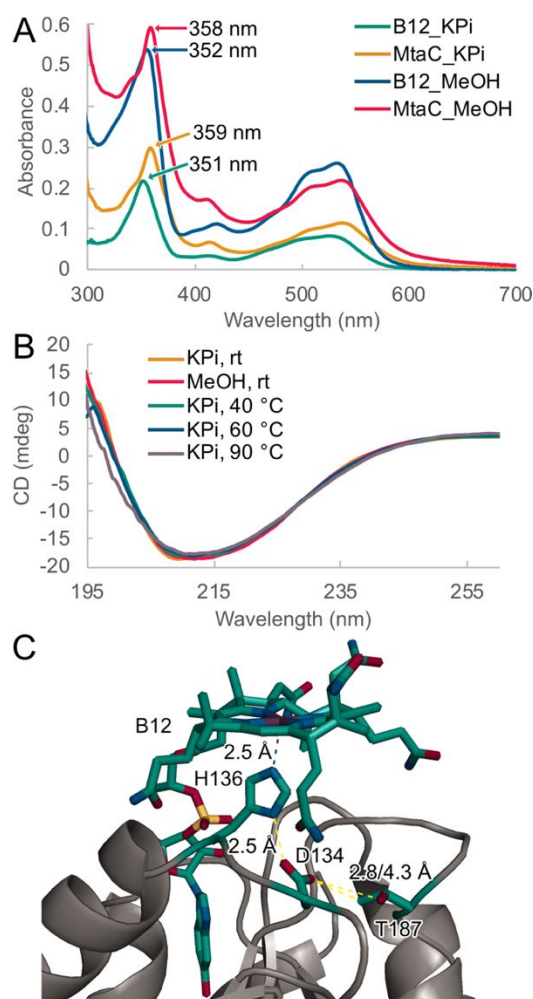 A
0.6
0.5
0.4
0.3
0.2
0.1
0
Absorbance
358 nm
352 nm
359 nm
351 nm
B12_KPi
MtaC_KPi
B12_MeOH
MtaC_MeOH
300 400 500 600 700
Wavelength (nm)
B
20
15
10
5
0
-5
-10
-15
-20
CD (mdeg)
KPi, rt
MeOH, rt
KPi, 40 °C
KPi, 60 °C
KPi, 90 °C
195 215 235 255
Wavelength (nm)
C
B12
2.5 Å
H136
2.5 Å
D134
2.8/4.3 Å
T187